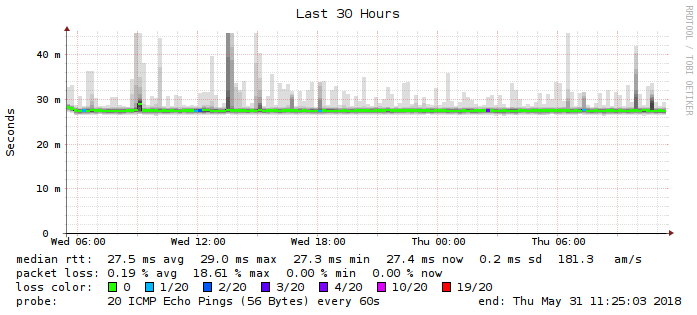 Last 30 Hours
RRDTOOL / TOBI OETIKER
Seconds
40 m
30 m
20 m
10 m
0
Wed 06:00 Wed 12:00 Wed 18:00 Thu 00:00 Thu 06:00
median rtt: 27.5 ms avg 29.0 ms max 27.3 ms min 27.4 ms now 0.2 ms sd 181.3 am/s
packet loss: 0.19 % avg 18.61 % max 0.00 % min 0.00 % now
loss color: 0 1/20 2/20 3/20 4/20 10/20 19/20
probe: 20 ICMP Echo Pings (56 Bytes) every 60s end: Thu May 31 11:25:03 2018